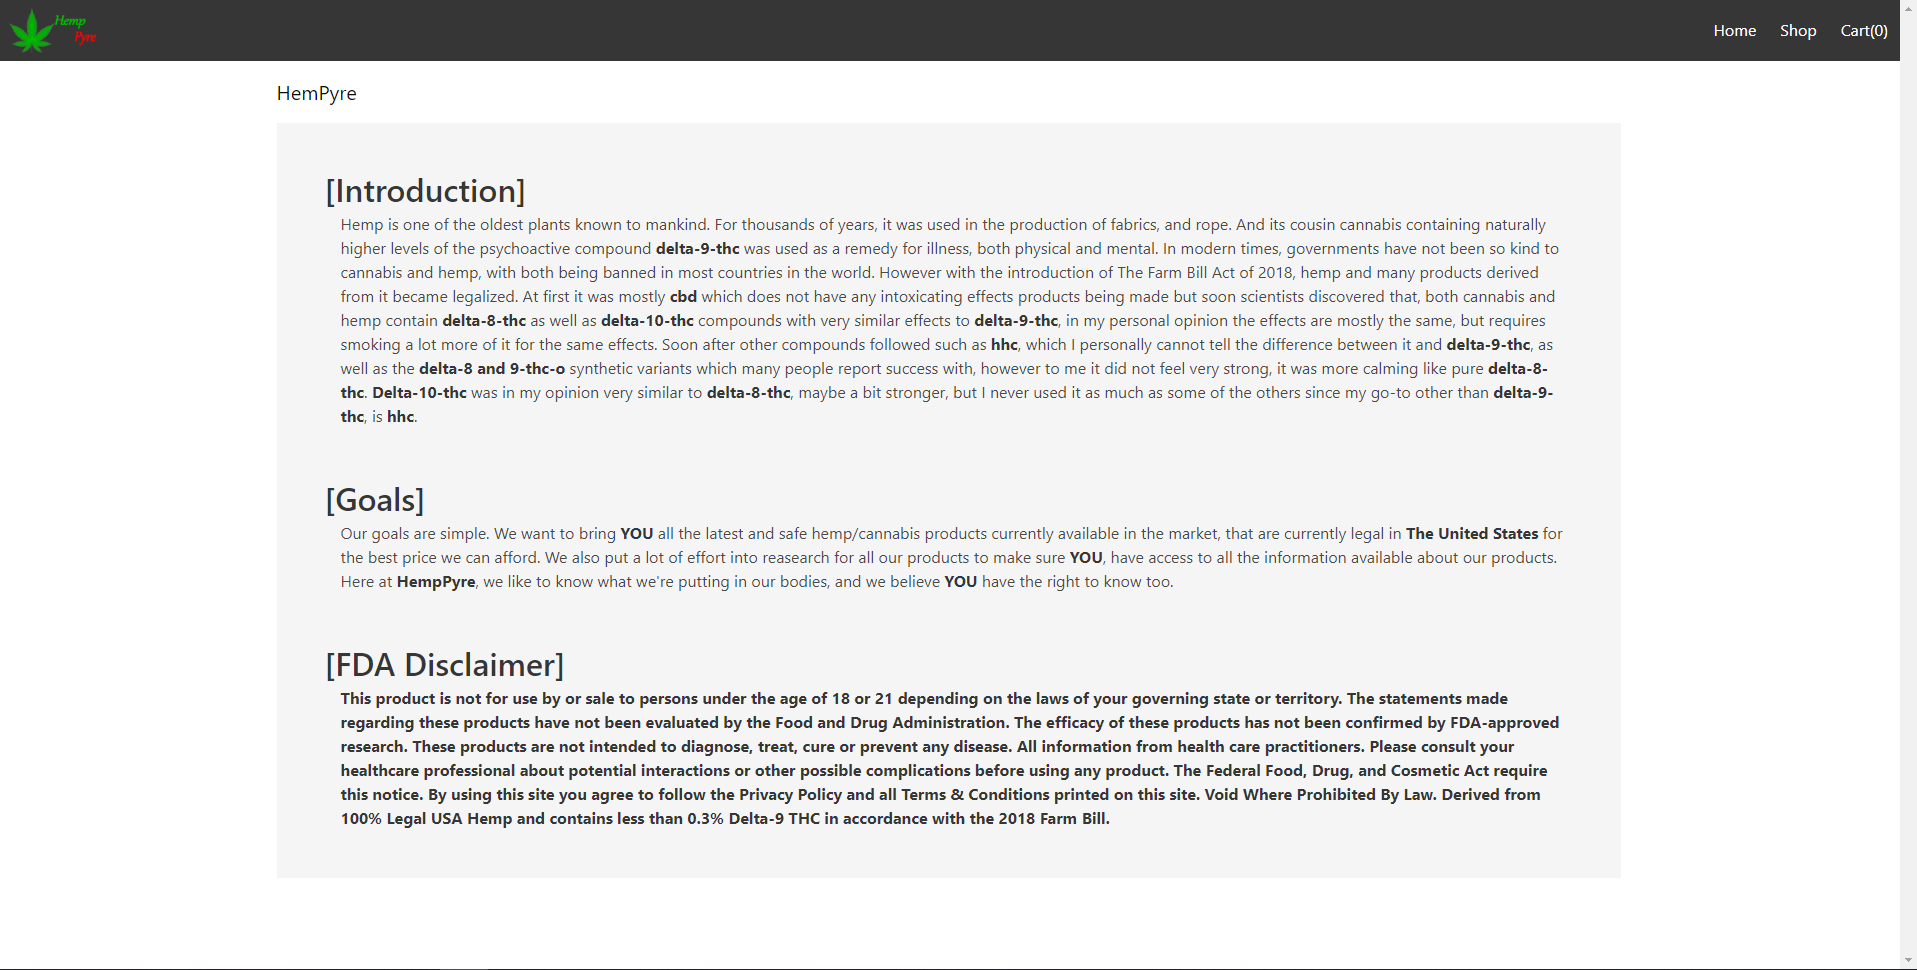 Hemp
Pyre
Home Shop Cart(0)
HemPyre
[Introduction]
Hemp is one of the oldest plants known to mankind. For thousands of years, it was used in the production of fabrics, and rope. And its cousin cannabis containing naturally
higher levels of the psychoactive compound delta-9-thc was used as a remedy for illness, both physical and mental. In modern times, governments have not been so kind to
cannabis and hemp, with both being banned in most countries in the world. However with the introduction of The Farm Bill Act of 2018, hemp and many products derived
from it became legalized. At first it was mostly cbd which does not have any intoxicating effects products being made but soon scientists discovered that, both cannabis and
hemp contain delta-8-thc as well as delta-10-thc compounds with very similar effects to delta-9-thc, in my personal opinion the effects are mostly the same, but requires
smoking a lot more of it for the same effects. Soon after other compounds followed such as hhc, which I personally cannot tell the difference between it and delta-9-thc, as
well as the delta-8 and 9-thc-o synthetic variants which many people report success with, however to me it did not feel very strong, it was more calming like pure delta-8-
thc. Delta-10-thc was in my opinion very similar to delta-8-thc, maybe a bit stronger, but I never used it as much as some of the others since my go-to other than delta-9-
thc, is hhc.
[Goals]
Our goals are simple. We want to bring YOU all the latest and safe hemp/cannabis products currently available in the market, that are currently legal in The United States for
the best price we can afford. We also put a lot of effort into reasearch for all our products to make sure YOU, have access to all the information available about our products.
Here at HempPyre, we like to know what we're putting in our bodies, and we believe YOU have the right to know too.
[FDA Disclaimer]
This product is not for use by or sale to persons under the age of 18 or 21 depending on the laws of your governing state or territory. The statements made
regarding these products have not been evaluated by the Food and Drug Administration. The efficacy of these products has not been confirmed by FDA-approved
research. These products are not intended to diagnose, treat, cure or prevent any disease. All information from health care practitioners. Please consult your
healthcare professional about potential interactions or other possible complications before using any product. The Federal Food, Drug, and Cosmetic Act require
this notice. By using this site you agree to follow the Privacy Policy and all Terms & Conditions printed on this site. Void Where Prohibited By Law. Derived from
100% Legal USA Hemp and contains less than 0.3% Delta-9 THC in accordance with the 2018 Farm Bill.